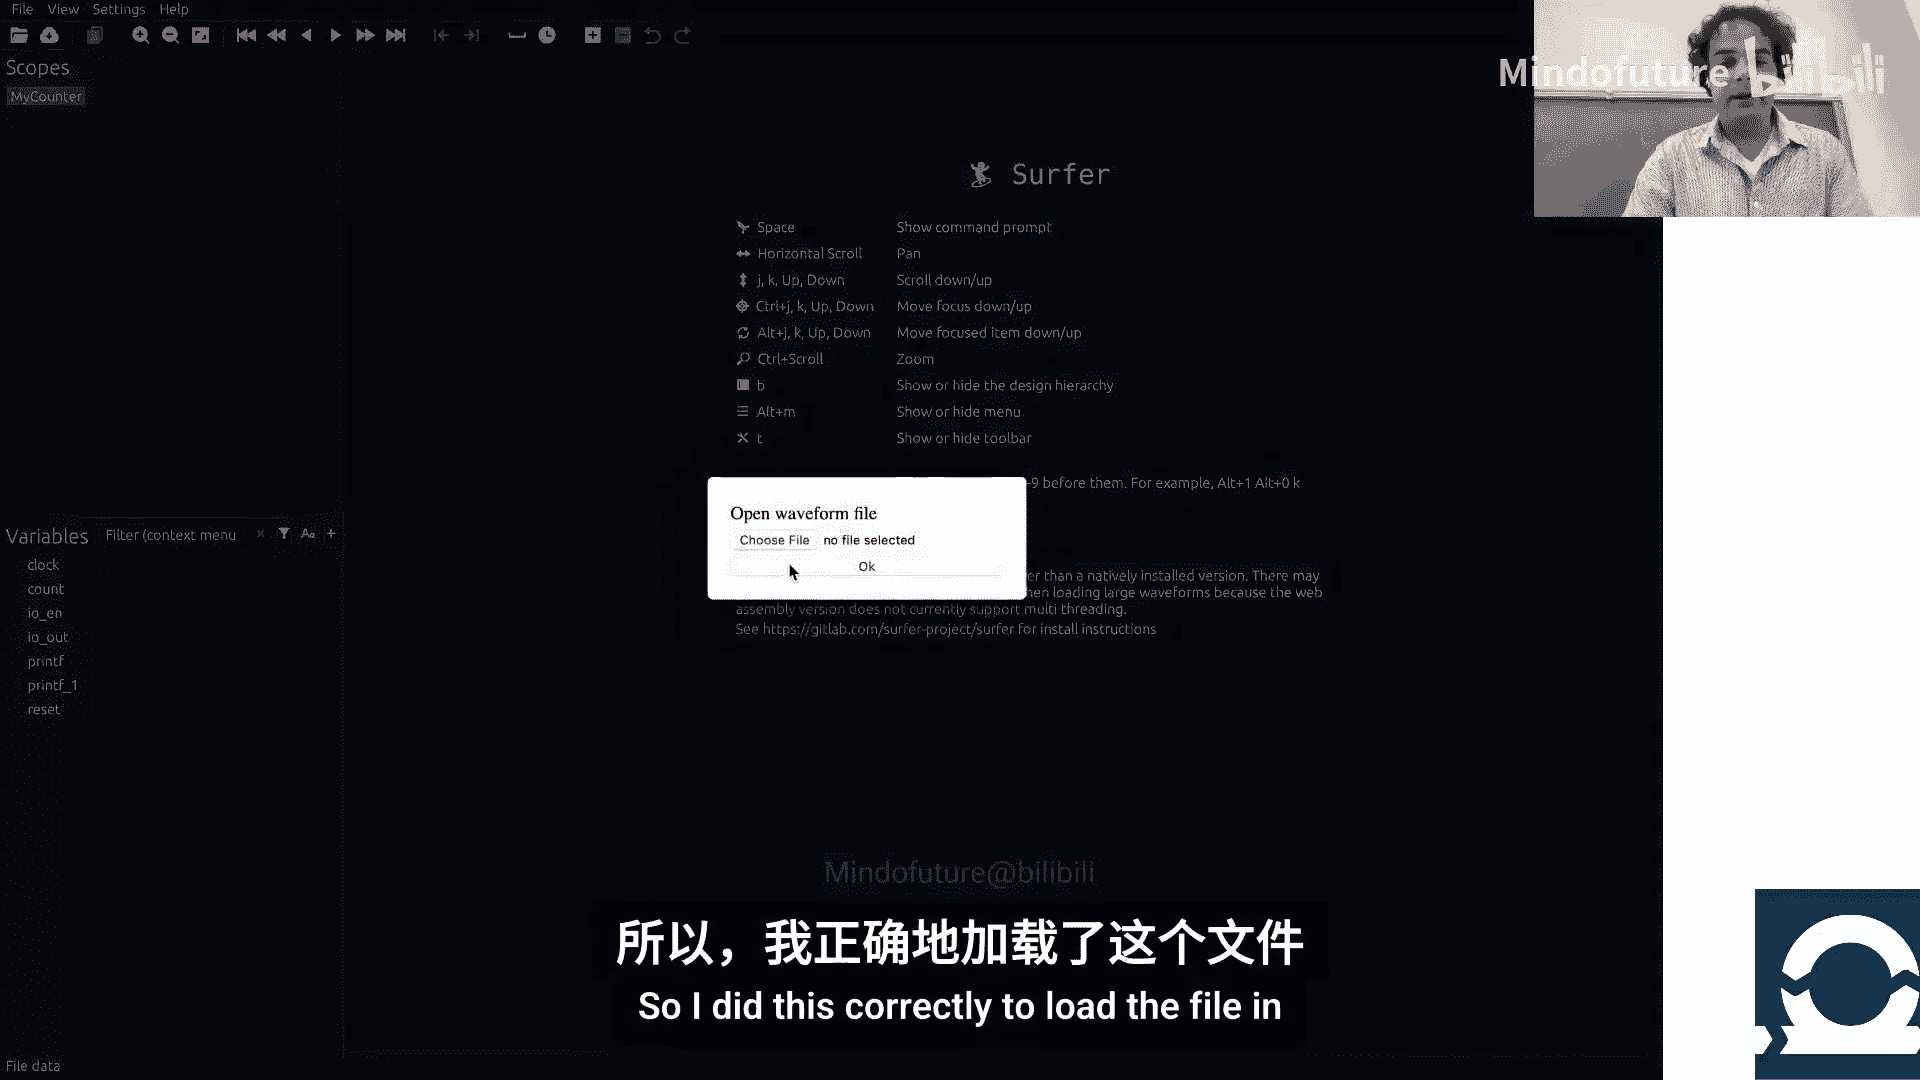 File View Settings Help
Scopes
MyCounter
Mindofuture bilibili
Surfer
Space Show command prompt
Horizontal Scroll Pan
j, k, Up, Down Scroll down/up
Ctrl+j, k, Up, Down Move focus down/up
Alt+j, k, Up, Down Move focused item down/up
Ctrl+Scroll Zoom
b Show or hide the design hierarchy
Alt+m Show or hide menu
t Show or hide toolbar
-9 before them. For example, Alt+1 Alt+0 k
Open waveform file
Choose File no file selected
Ok
Variables Filter (context menu
Aa
clock
count
io_en
io_out
printf
printf_1
reset
er than a natively installed version. There may
hen loading large waveforms because the web
assembly version does not currently support multi threading.
See https://gitlab.com/surfer-project/surfer for install instructions
Mindofuture@bilibili
所以，我正确地加载了这个文件
So I did this correctly to load the file in
File data